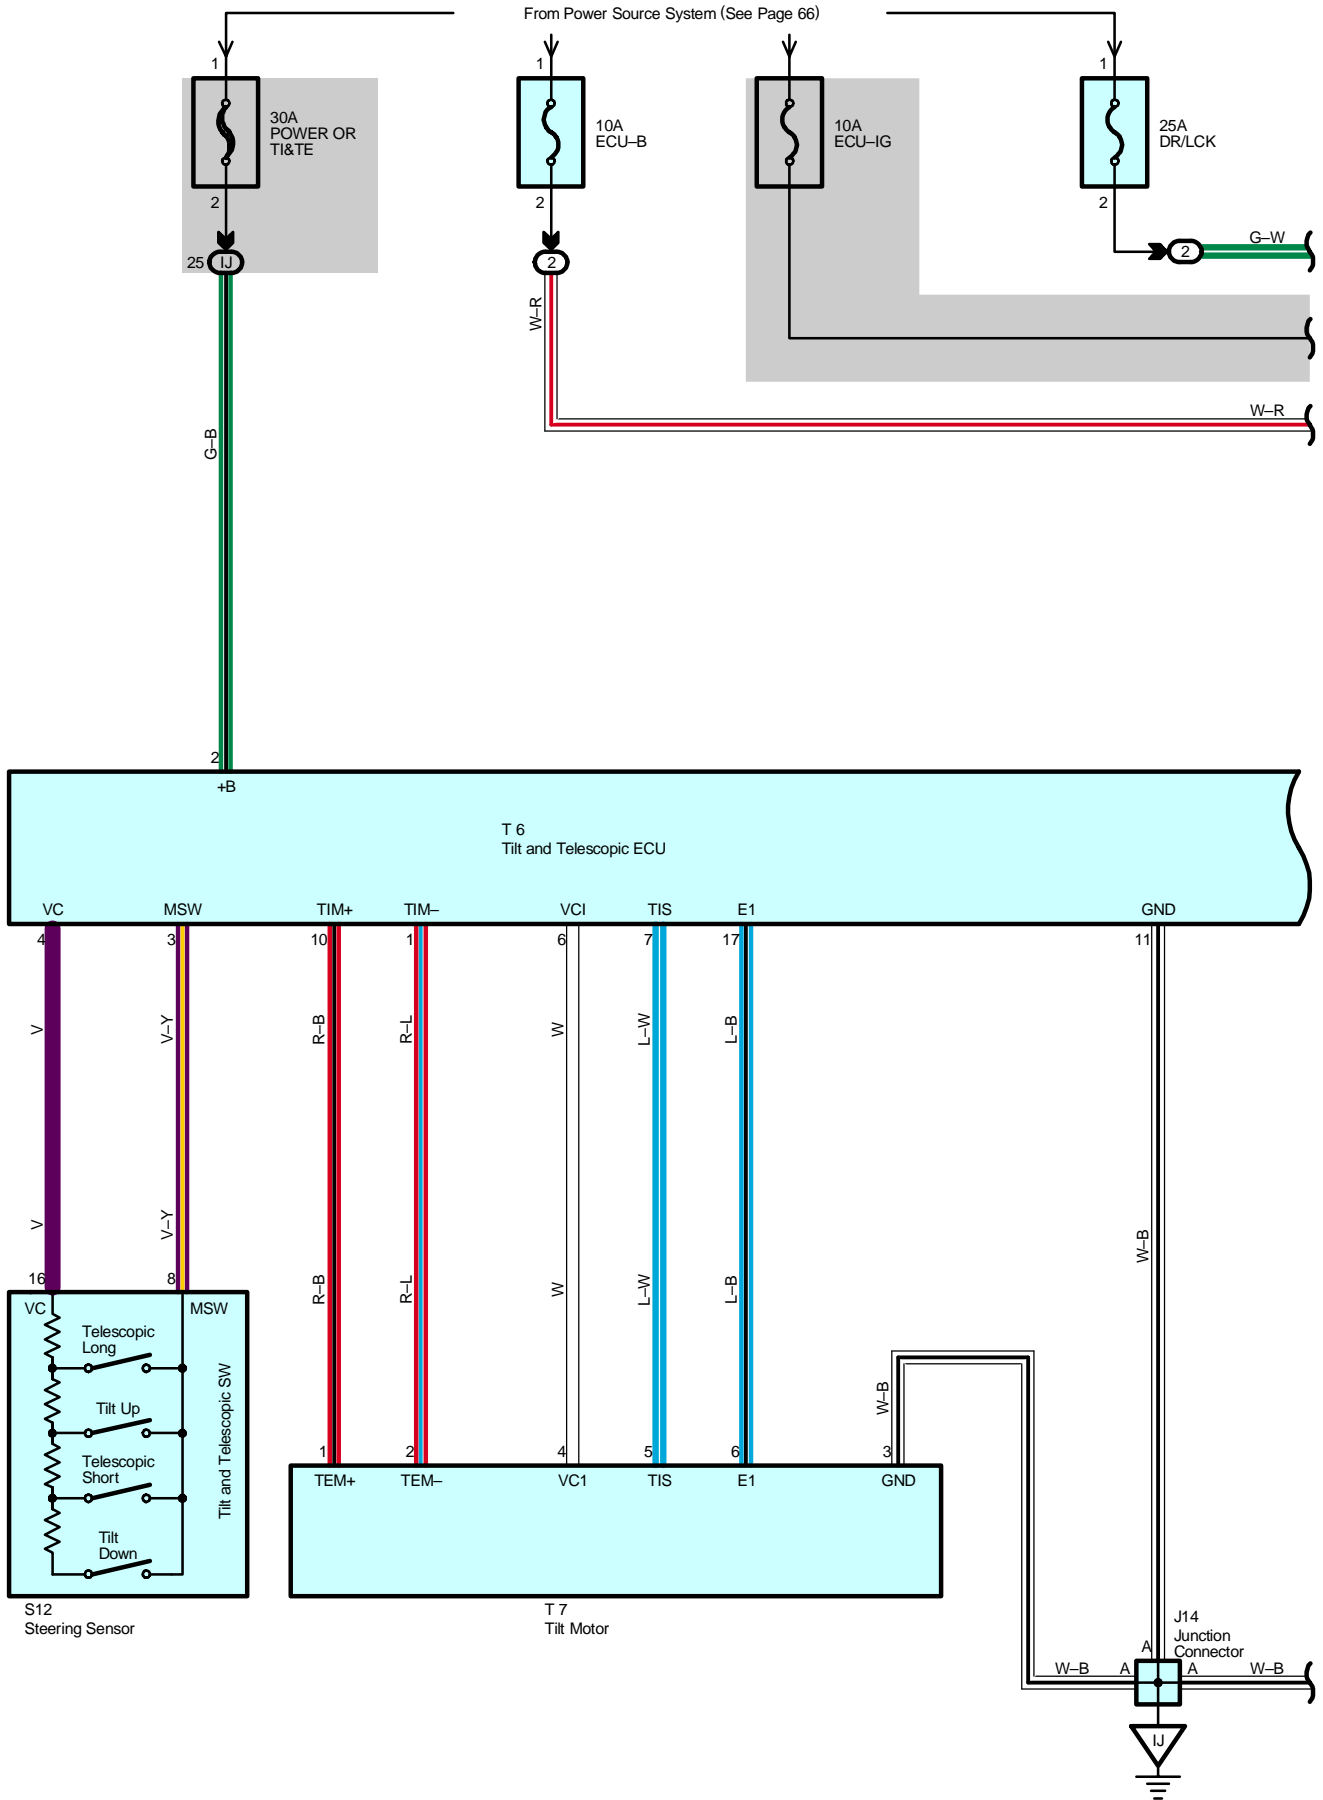 From Power Source System (See Page 66)
1
1
1
30A
POWER OR
TI&TE
10A
ECU–B
10A
ECU–IG
25A
DR/LCK
2
2
2
25
IJ
2
2
G–W
W–R
W–R
G–B
2
+B
T 6
Tilt and Telescopic ECU
VC
MSW
TIM+
TIM–
VCI
TIS
E1
GND
4
3
10
1
6
7
17
11
V
V–Y
R–B
R–L
W
L–W
L–B
V
V–Y
R–B
R–L
W
L–W
L–B
W–B
16
8
VC
MSW
Telescopic
Long
Tilt Up
Telescopic
Short
Tilt
Down
Tilt and Telescopic SW
W–B
1
2
4
5
6
3
TEM+
TEM–
VC1
TIS
E1
GND
S12
Steering Sensor
T 7
Tilt Motor
J14
Junction
Connector
A
W–B
A
A
W–B
IJ